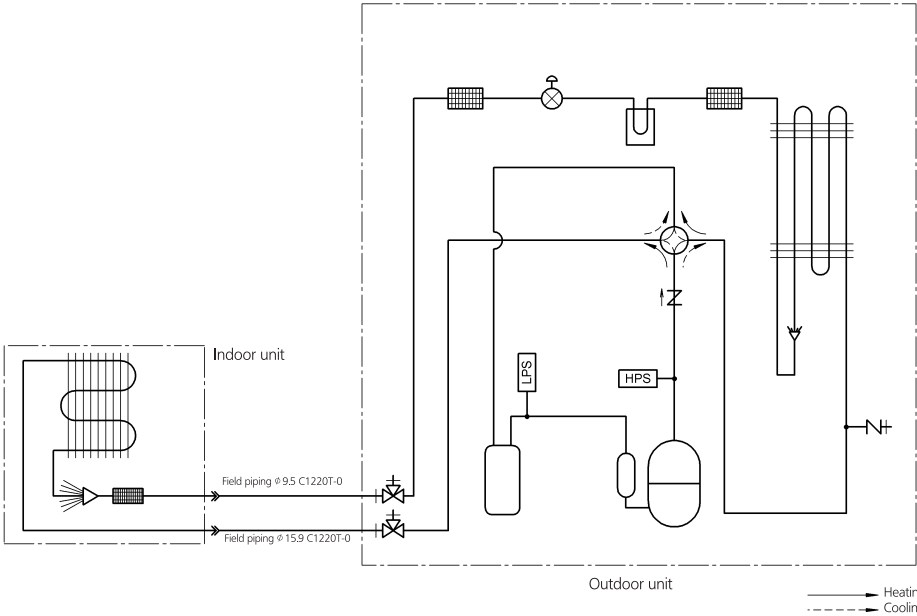 Indoor unit
LPS
HPS
Field piping φ 9.5 C1220T-0
Field piping φ 15.9 C1220T-0
Outdoor unit
Heatin
Coolin